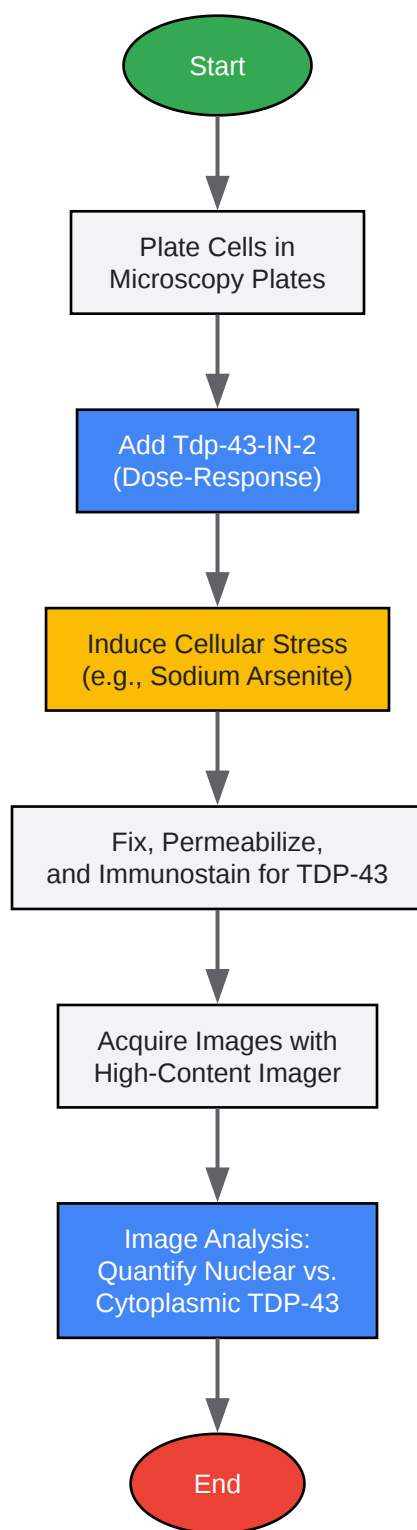 Start
Plate Cells in
Microscopy Plates
Add Tdp-43-IN-2
(Dose-Response)
Induce Cellular Stress
(e.g., Sodium Arsenite)
Fix, Permeabilize,
and Immunostain for TDP-43
Acquire Images with
High-Content Imager
Image Analysis:
Quantify Nuclear vs.
Cytoplasmic TDP-43
End